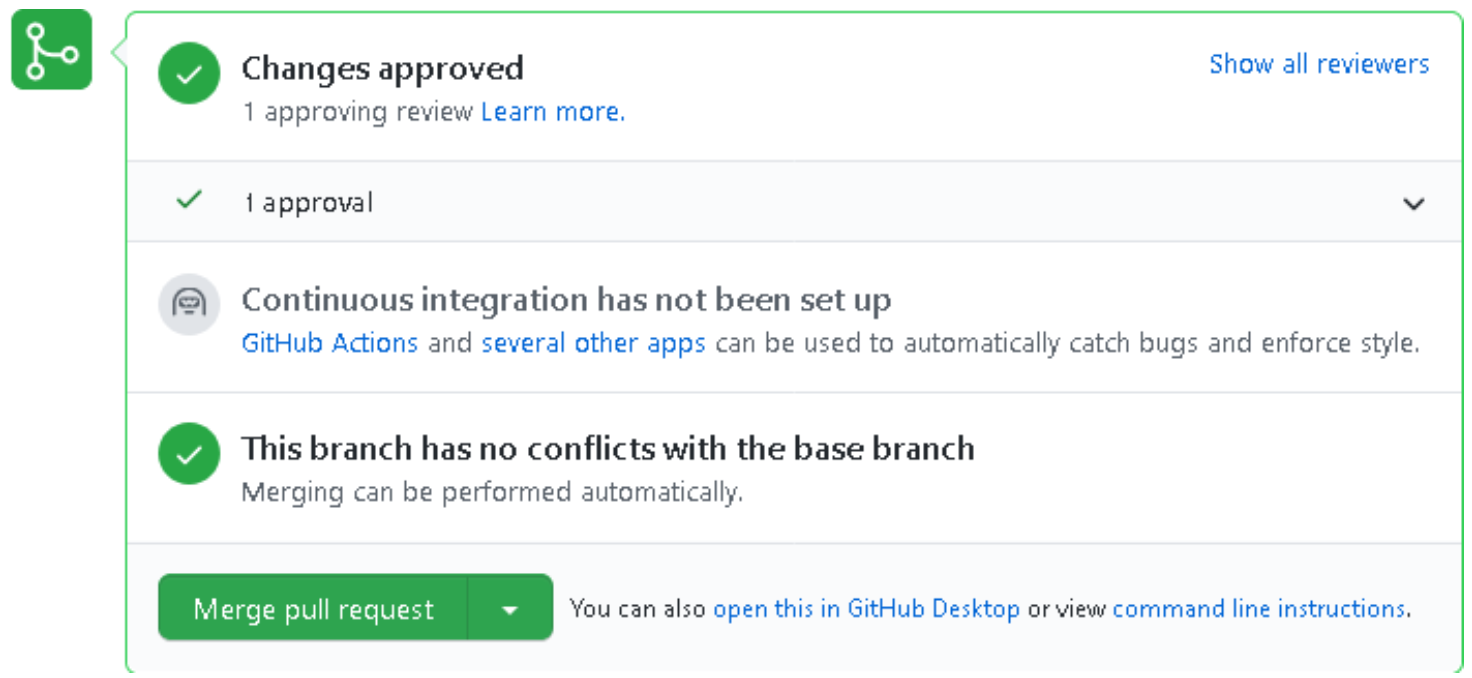 Changes approved
Show all reviewers
1 approving review Learn more.
1 approval
Continuous integration has not been set up
GitHub Actions and several other apps can be used to automatically catch bugs and enforce style.
This branch has no conflicts with the base branch
Merging can be performed automatically.
Merge pull request
You can also open this in GitHub Desktop or view command line instructions.